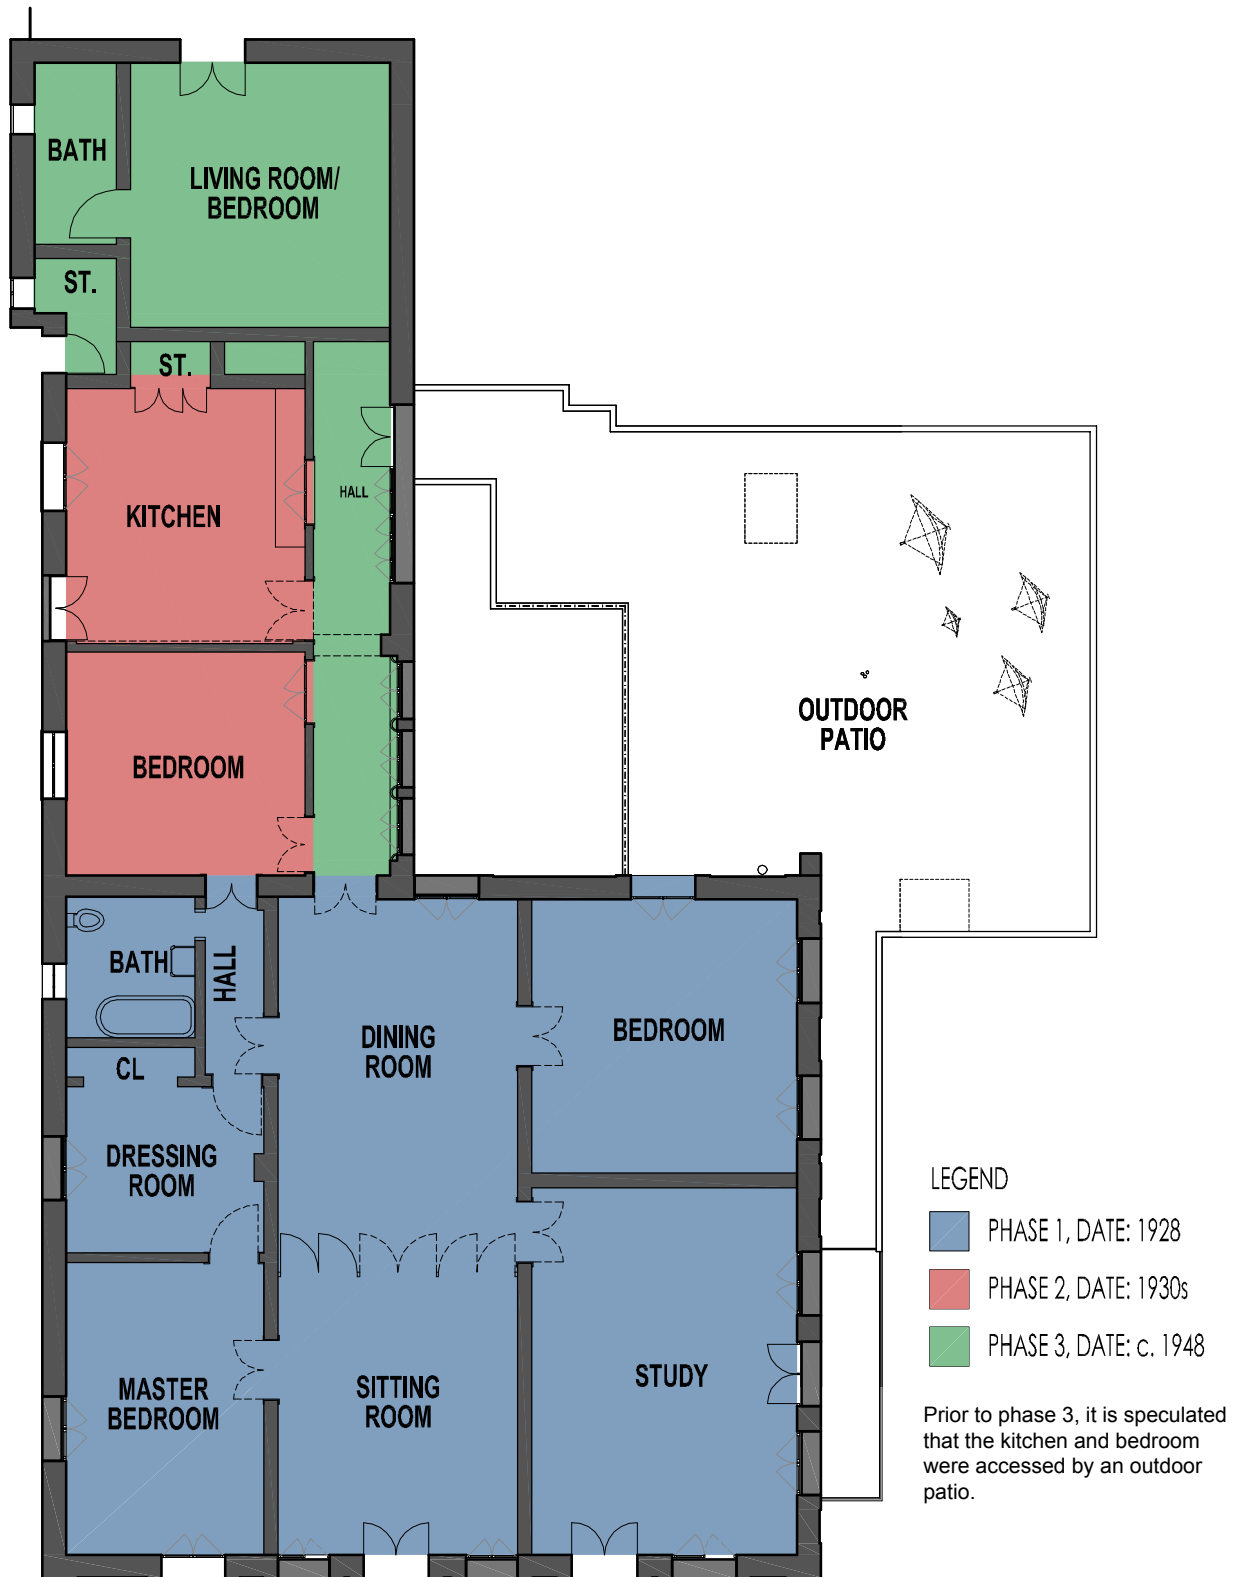 BATH
LIVING ROOM/
BEDROOM
ST.
ST.
HALL
KITCHEN
BEDROOM
OUTDOOR
PATIO
BATH
HALL
CL
DINING
ROOM
BEDROOM
DRESSING
ROOM
MASTER
BEDROOM
SITTING
ROOM
STUDY
LEGEND
PHASE 1, DATE: 1928
PHASE 2, DATE: 1930s
PHASE 3, DATE: c. 1948
Prior to phase 3, it is speculated
that the kitchen and bedroom
were accessed by an outdoor
patio.